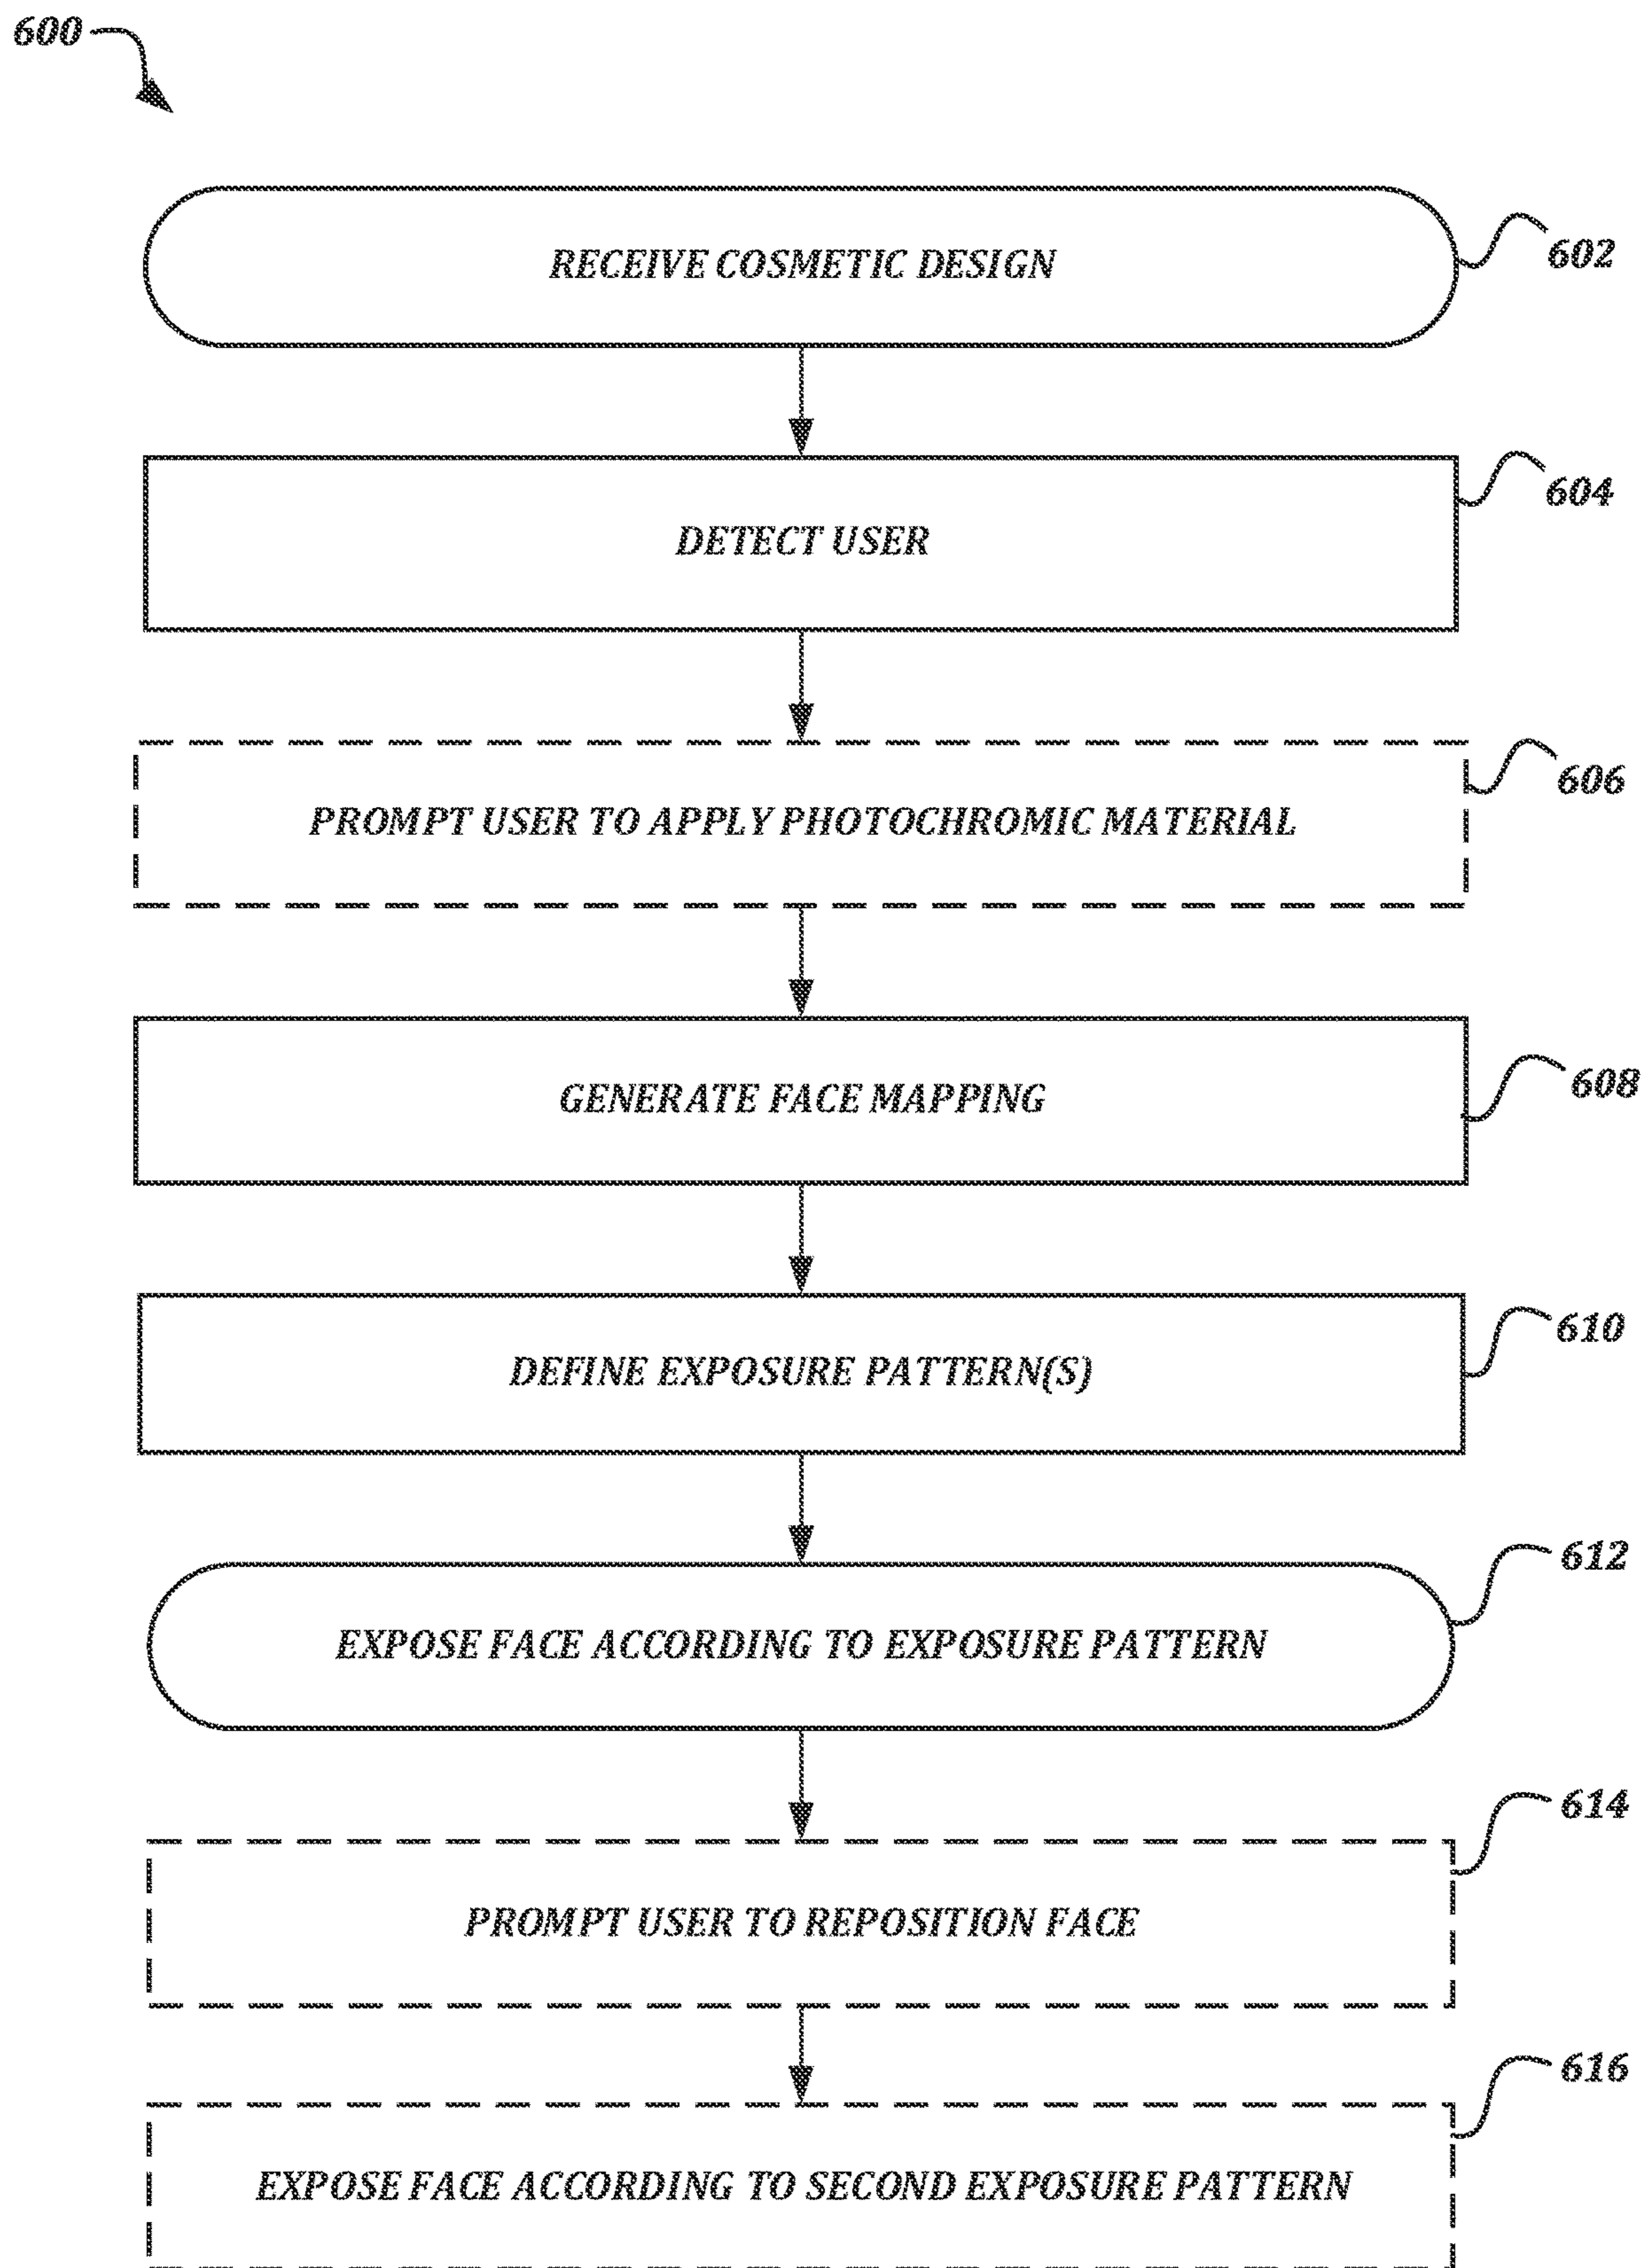 600
RECEIVE COSMETIC DESIGN
602
DETECT USER
604
PROMPT USER TO APPLY PHOTOCHROMIC MATERIAL
606
GENERATE FACE MAPPING
608
DEFINE EXPOSURE PATTERN(S)
610
EXPOSE FACE ACCORDING TO EXPOSURE PATTERN
612
PROMPT USER TO REPOSITION FACE
614
EXPOSE FACE ACCORDING TO SECOND EXPOSURE PATTERN
616